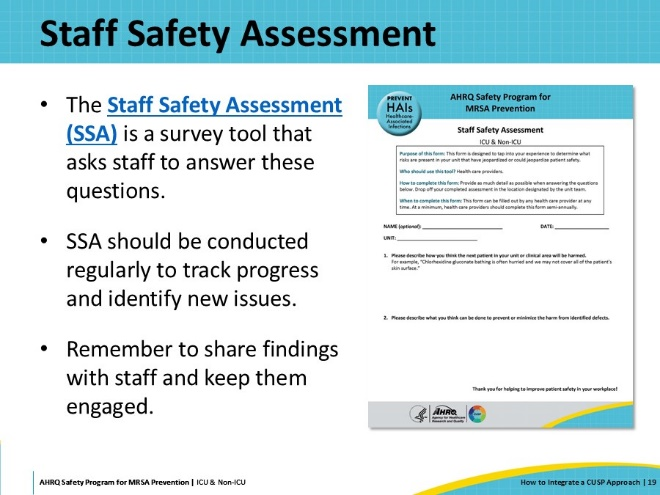 Staff Safety Assessment
• The Staff Safety Assessment
(SSA) is a survey tool that
asks staff to answer these
questions.
• SSA should be conducted
regularly to track progress
and identify new issues.
• Remember to share findings
with staff and keep them
engaged.
PREVENT
HAIs
Healthcare-
Associated
Infections
AHRQ Safety Program for
MRSA Prevention
Staff Safety Assessment
ICU & Non-ICU
Purpose of this form: This form is designed to tap into your experience to determine what
risks are present in your unit that have jeopardized or could jeopardize patient safety.
Who should use this tool? Health care providers.
How to complete this form: Provide as much detail as possible when answering the questions
below. Drop off your completed assessment in the location designated by the unit team.
When to complete this form: This form can be filled out by any health care provider at any
time. At a minimum, health care providers should complete this form semi-annually.
NAME (optional): DATE:
UNIT:
1. Please describe how you think the next patient in your unit or clinical area will be harmed.
For example, "Chlorhexidine gluconate bathing is often hurried and we may not cover all of the patient's
skin surface."
2. Please describe what you think can be done to prevent or minimize the harm from identified defects.
Thank you for helping to improve patient safety in your workplace!
AHRQ
Agency for Healthcare
Research and Quality
AHRQ Safety Program for MRSA Prevention | ICU & Non-ICU
How to Integrate a CUSP Approach | 19